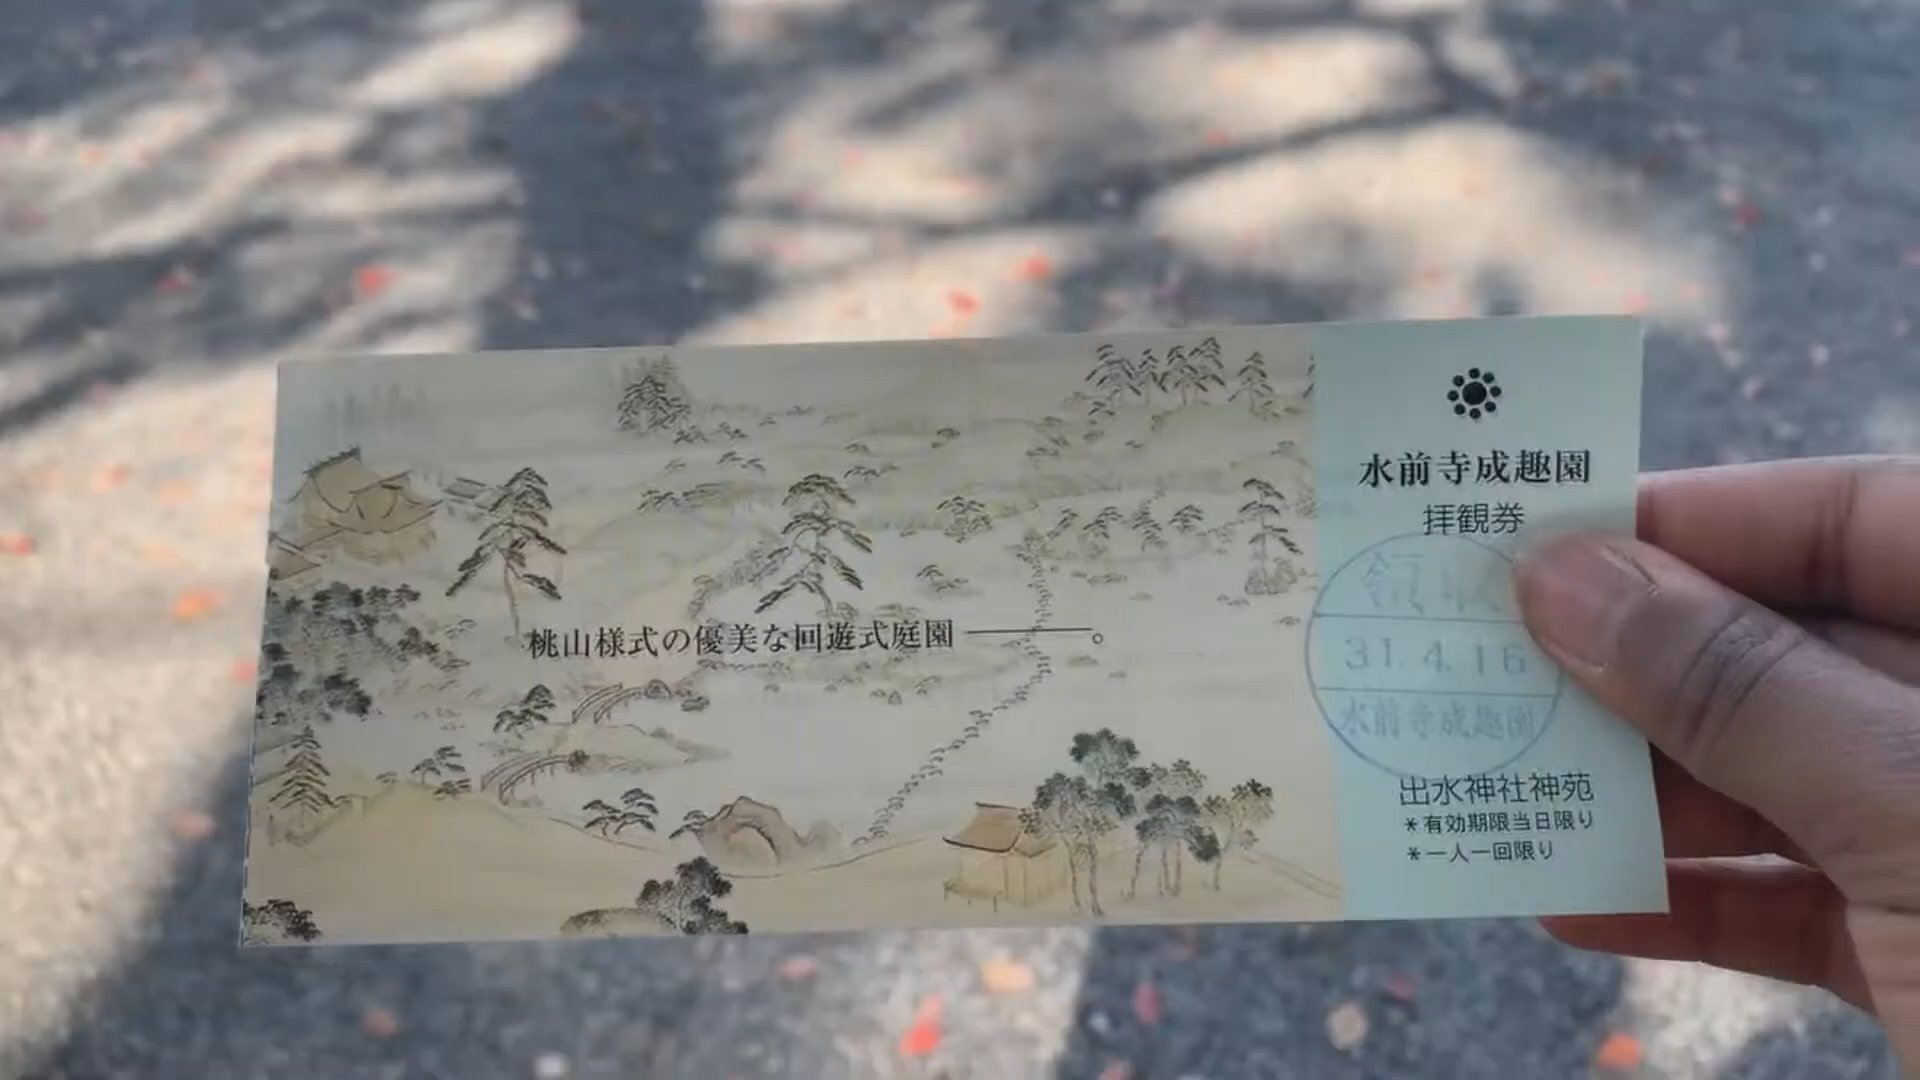 桃山様式の優美な回遊式庭園――――。
水前寺成趣園
拝観券
領収
31.4.16
水前寺成趣園
出水神社神苑
*有効期限当日限り
*一人一回限り